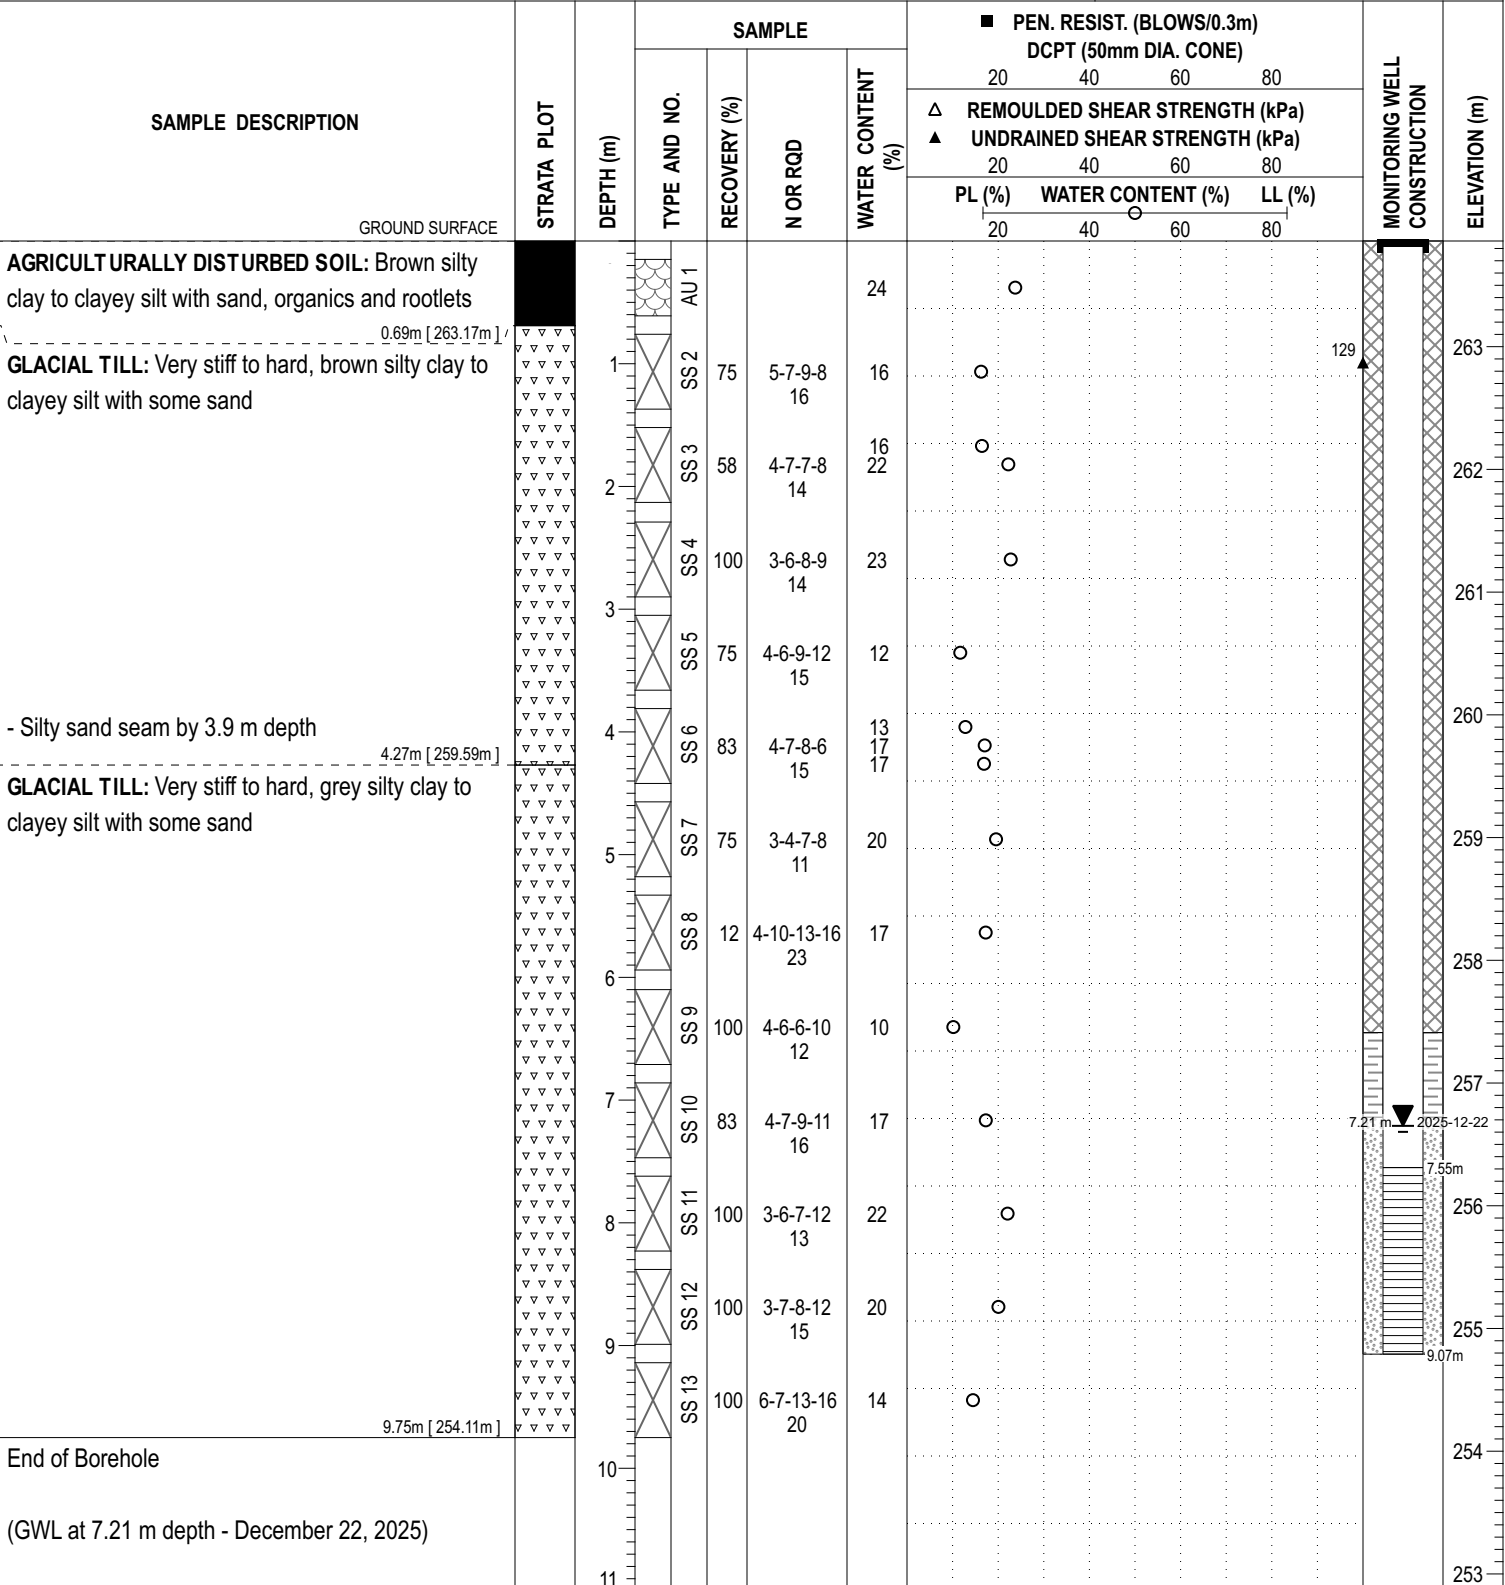 SAMPLE DESCRIPTION
GROUND SURFACE
STRATA PLOT
DEPTH (m)
SAMPLE
TYPE AND NO.
RECOVERY (%)
N OR RQD
WATER CONTENT
(%)
■ PEN. RESIST. (BLOWS/0.3m)
DCPT (50mm DIA. CONE)
20 40 60 80
△ REMOULDED SHEAR STRENGTH (kPa)
▲ UNDRAINED SHEAR STRENGTH (kPa)
20 40 60 80
PL (%) WATER CONTENT (%) LL (%)
20 40 60 80
MONITORING WELL
CONSTRUCTION
ELEVATION (m)
AGRICULTURALLY DISTURBED SOIL: Brown silty
clay to clayey silt with sand, organics and rootlets
0.69m [ 263.17m ]
GLACIAL TILL: Very stiff to hard, brown silty clay to
clayey silt with some sand
- Silty sand seam by 3.9 m depth
4.27m [ 259.59m ]
GLACIAL TILL: Very stiff to hard, grey silty clay to
clayey silt with some sand
9.75m [ 254.11m ]
End of Borehole
(GWL at 7.21 m depth - December 22, 2025)
1
2
3
4
5
6
7
8
9
10
11
AU 1 24
SS 2 75 5-7-9-8 16
16
SS 3 58 4-7-7-8 16
22
14
SS 4 100 3-6-8-9 23
14
SS 5 75 4-6-9-12 12
15
SS 6 83 4-7-8-6 13
17
17
15
SS 7 75 3-4-7-8 20
11
SS 8 12 4-10-13-16 17
23
SS 9 100 4-6-6-10 10
12
SS 10 83 4-7-9-11 17
16
SS 11 100 3-6-7-12 22
13
SS 12 100 3-7-8-12 20
15
SS 13 100 6-7-13-16 14
20
129
7.21 m 2025-12-22
7.55m
9.07m
263
262
261
260
259
258
257
256
255
254
253